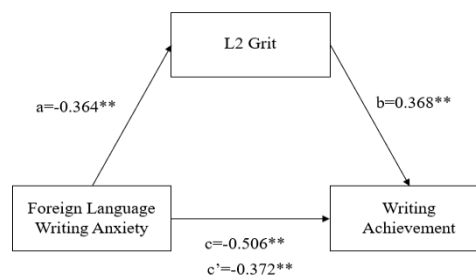 L2 Grit
a=-0.364**
b=0.368**
Foreign Language
Writing Anxiety
Writing
Achievement
c=-0.506**
c'=-0.372**